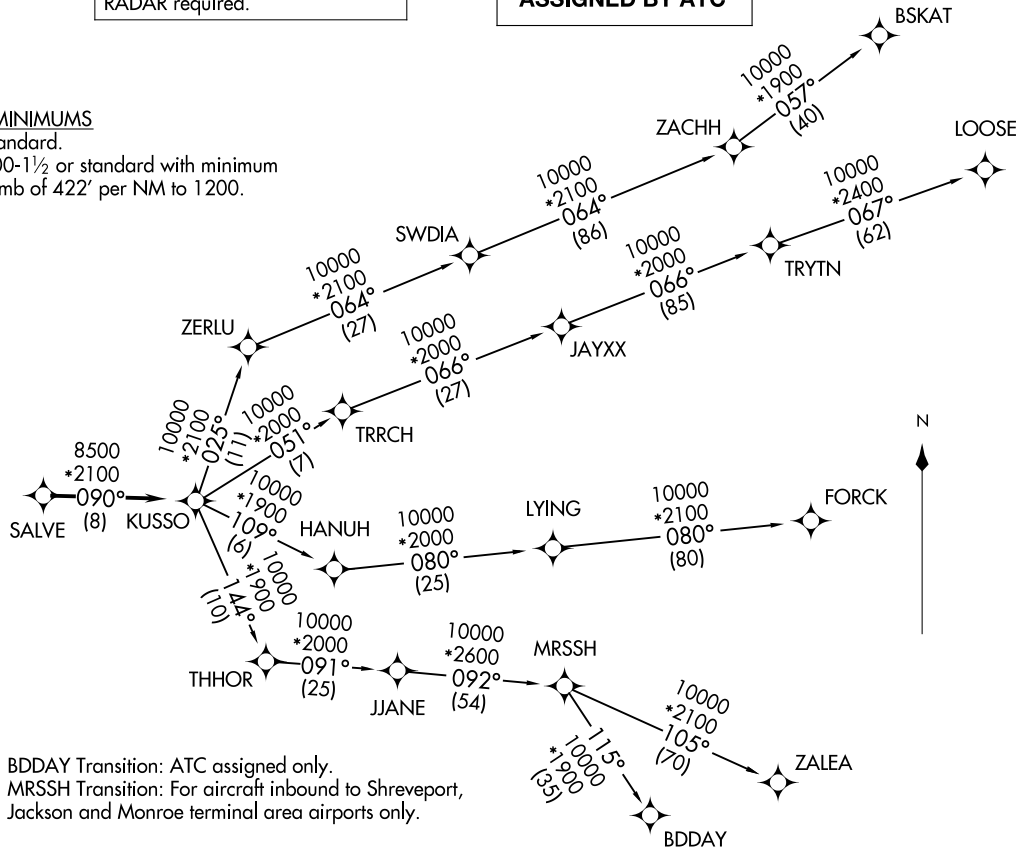 RADAR required.
ASSIGNED BY ATC
BSKAT
10000
*1900
057°
(40)
MINIMUMS
ZACHH
LOOSE
00-1½ or standard with minimum
mb of 422' per NM to 1200.
10000
*2100
064°
(86)
10000
*2400
067°
(62)
SWDIA
10000
*2100
064°
(27)
10000
*2000
066°
(85)
TRYTN
ZERLU
10000
*2000
066°
(27)
JAYXX
10000
*2100
025°
(11)
10000
*2000
051°
(7)
TRRCH
N
8500
*2100
090°
(8)
SALVE
KUSSO
10000
*1900
109°
(6)
HANUH
10000
*2000
080°
(25)
LYING
10000
*2100
080°
(80)
FORCK
10000
*1900
144°
(10)
THHOR
10000
*2000
091°
(25)
JJANE
10000
*2600
092°
(54)
MRSSH
10000
*2100
105°
(70)
ZALEA
115°
10000
*1900
(35)
BDDAY
BDDAY Transition: ATC assigned only.
MRSSH Transition: For aircraft inbound to Shreveport,
Jackson and Monroe terminal area airports only.